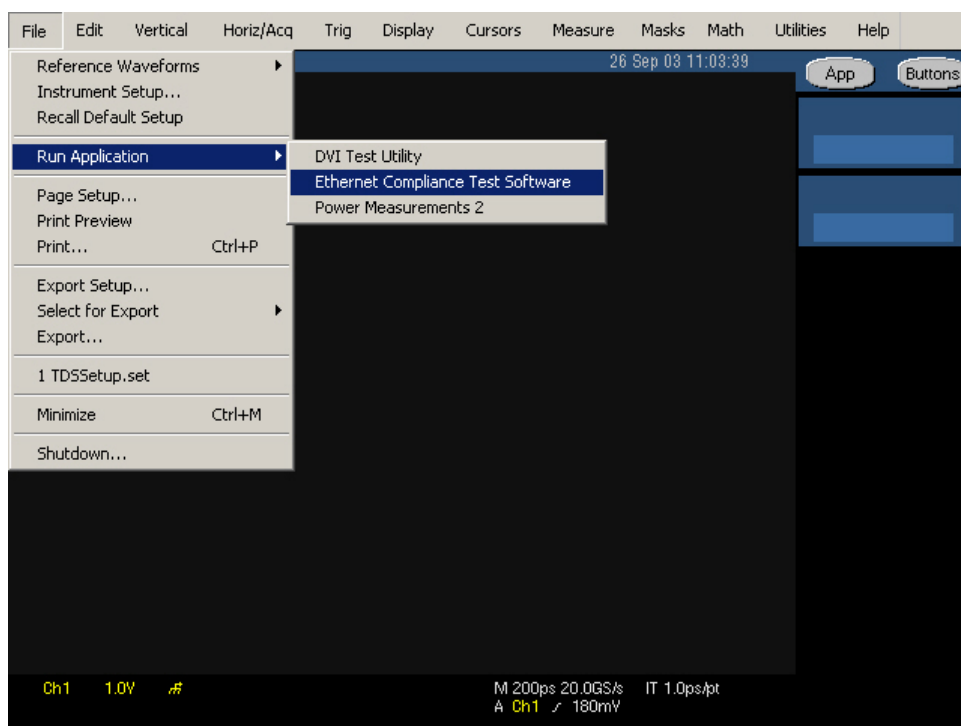 File Edit Vertical Horiz/Acq Trig Display Cursors Measure Masks Math Utilities Help
26 Sep 03 11:03:39
App Buttons
Reference Waveforms
Instrument Setup...
Recall Default Setup
Run Application
DVI Test Utility
Ethernet Compliance Test Software
Power Measurements 2
Page Setup...
Print Preview
Print... Ctrl+P
Export Setup...
Select for Export
Export...
1 TDSSetup.set
Minimize Ctrl+M
Shutdown...
Ch1 1.0V
M 200ps 20.0GS/s IT 1.0ps/pt
A Ch1 180mV